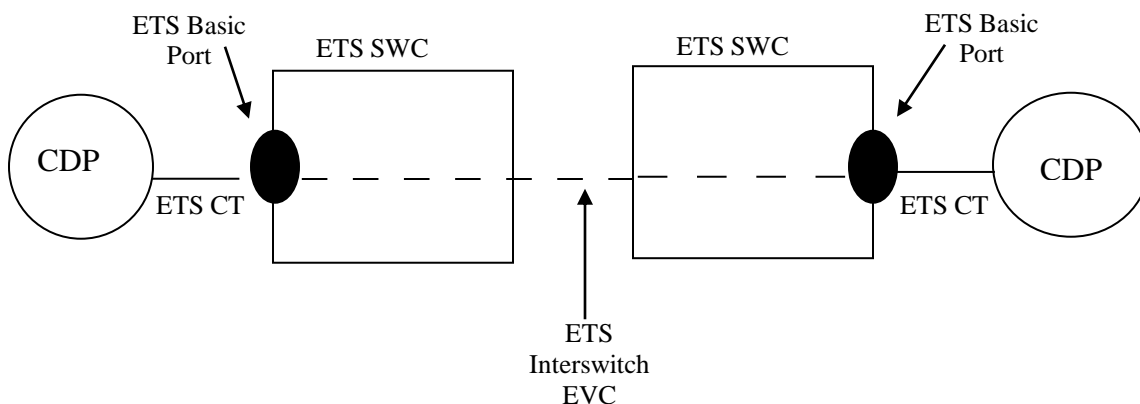 ETS Basic
Port
ETS SWC
ETS SWC
ETS Basic
Port
CDP
ETS CT
ETS CT
CDP
ETS
Interswitch
EVC